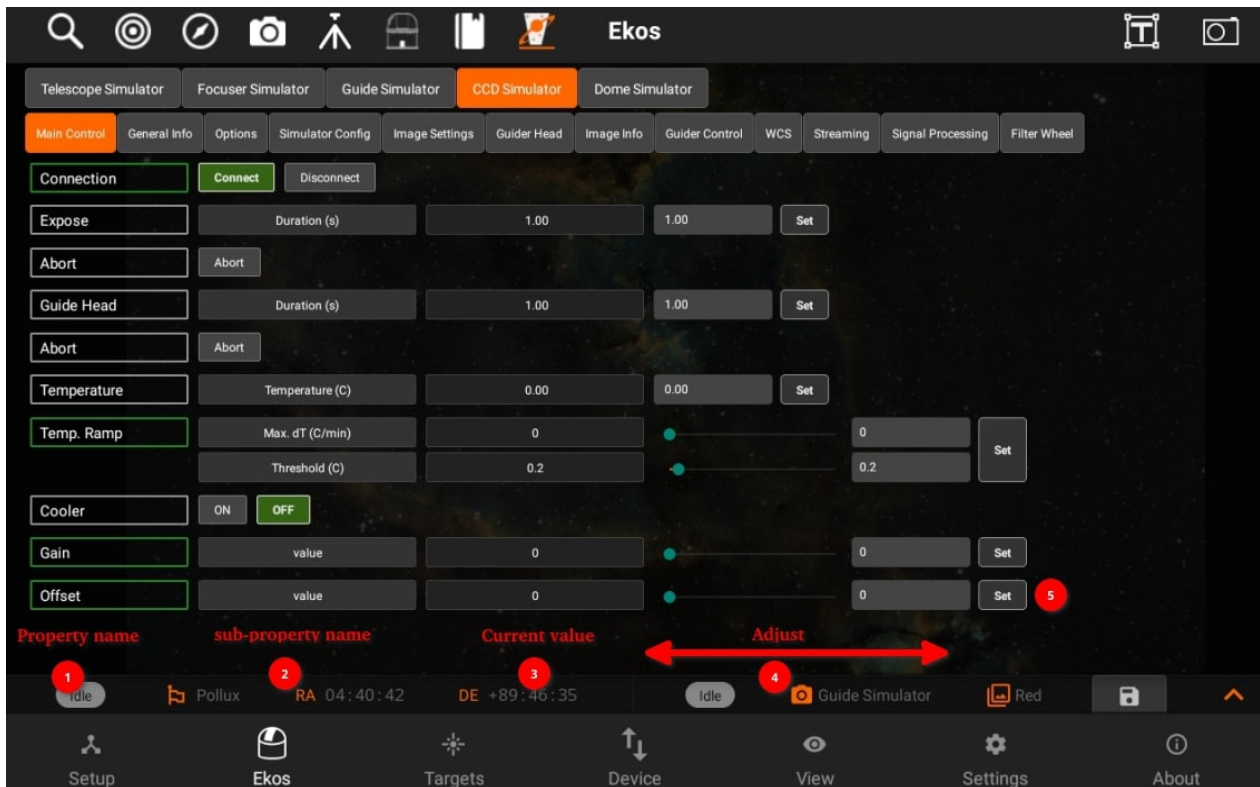 Ekos
T
Telescope Simulator Focuser Simulator Guide Simulator CCD Simulator Dome Simulator
Main Control General Info Options Simulator Config Image Settings Guider Head Image Info Guider Control WCS Streaming Signal Processing Filter Wheel
Connection Connect Disconnect
Expose Duration (s) 1.00 1.00 Set
Abort Abort
Guide Head Duration (s) 1.00 1.00 Set
Abort Abort
Temperature Temperature (C) 0.00 0.00 Set
Temp. Ramp Max. dT (C/min) 0 0 Set
Threshold (C) 0.2 0.2
Cooler ON OFF
Gain value 0 0 Set
Offset value 0 0 Set 5
Property name sub-property name Current value Adjust
1 2 3 4
Idle Pollux RA 04:40:42 DE +89:46:35 Idle Guide Simulator Red
Setup Ekos Targets Device View Settings About